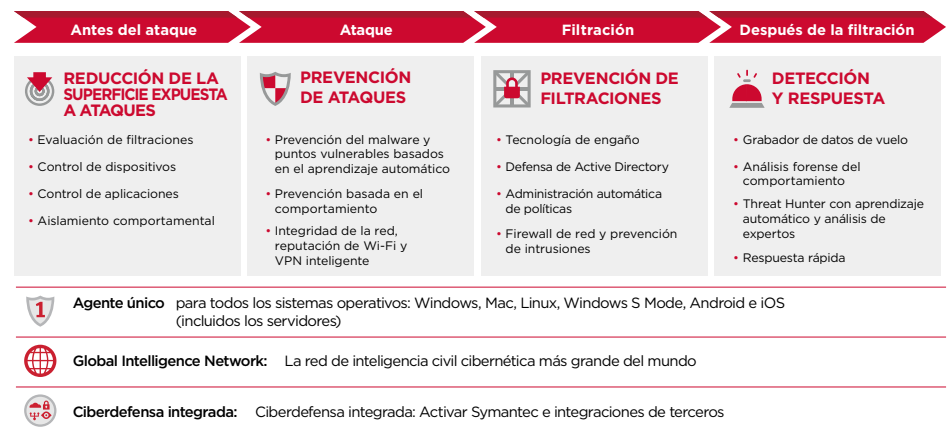 Antes del ataque
Ataque
Filtración
Después de la filtración
REDUCCIÓN DE LA
SUPERFICIE EXPUESTA
A ATAQUES
• Evaluación de filtraciones
• Control de dispositivos
• Control de aplicaciones
• Aislamiento comportamental
PREVENCIÓN
DE ATAQUES
• Prevención del malware y
puntos vulnerables basados
en el aprendizaje automático
• Prevención basada en el
comportamiento
• Integridad de la red,
reputación de Wi-Fi y
VPN inteligente
PREVENCIÓN DE
FILTRACIONES
• Tecnología de engaño
• Defensa de Active Directory
• Administración automática
de políticas
• Firewall de red y prevención
de intrusiones
DETECCIÓN
Y RESPUESTA
• Grabador de datos de vuelo
• Análisis forense del
comportamiento
• Threat Hunter con aprendizaje
automático y análisis de
expertos
• Respuesta rápida
1
Agente único para todos los sistemas operativos: Windows, Mac, Linux, Windows S Mode, Android e iOS
(incluidos los servidores)
Global Intelligence Network: La red de inteligencia civil cibernética más grande del mundo
Ciberdefensa integrada: Ciberdefensa integrada: Activar Symantec e integraciones de terceros